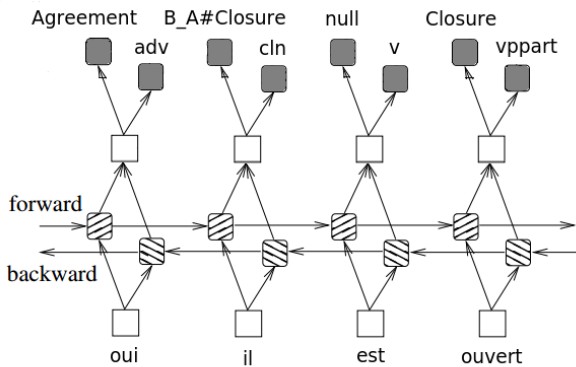 Agreement B_A#Closure null Closure
adv cln v vppart
forward
backward
oui il est ouvert